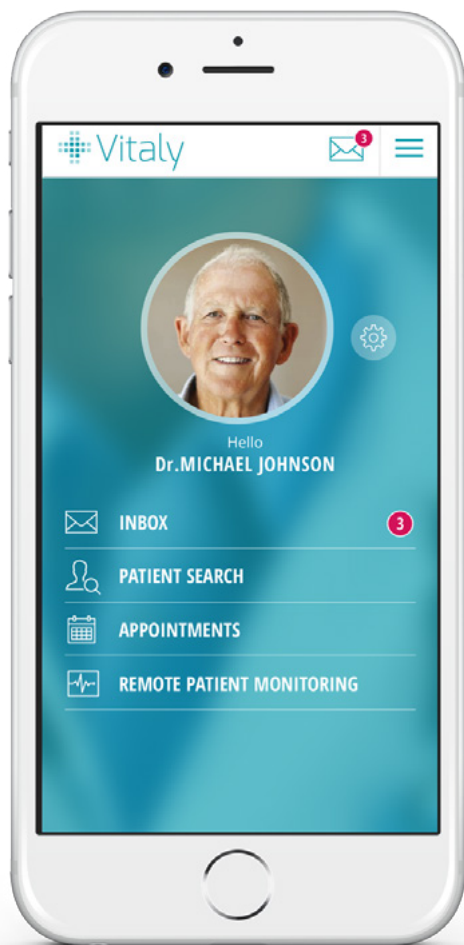 Vitaly
3
Hello
Dr.MICHAEL JOHNSON
INBOX
3
PATIENT SEARCH
APPOINTMENTS
REMOTE PATIENT MONITORING